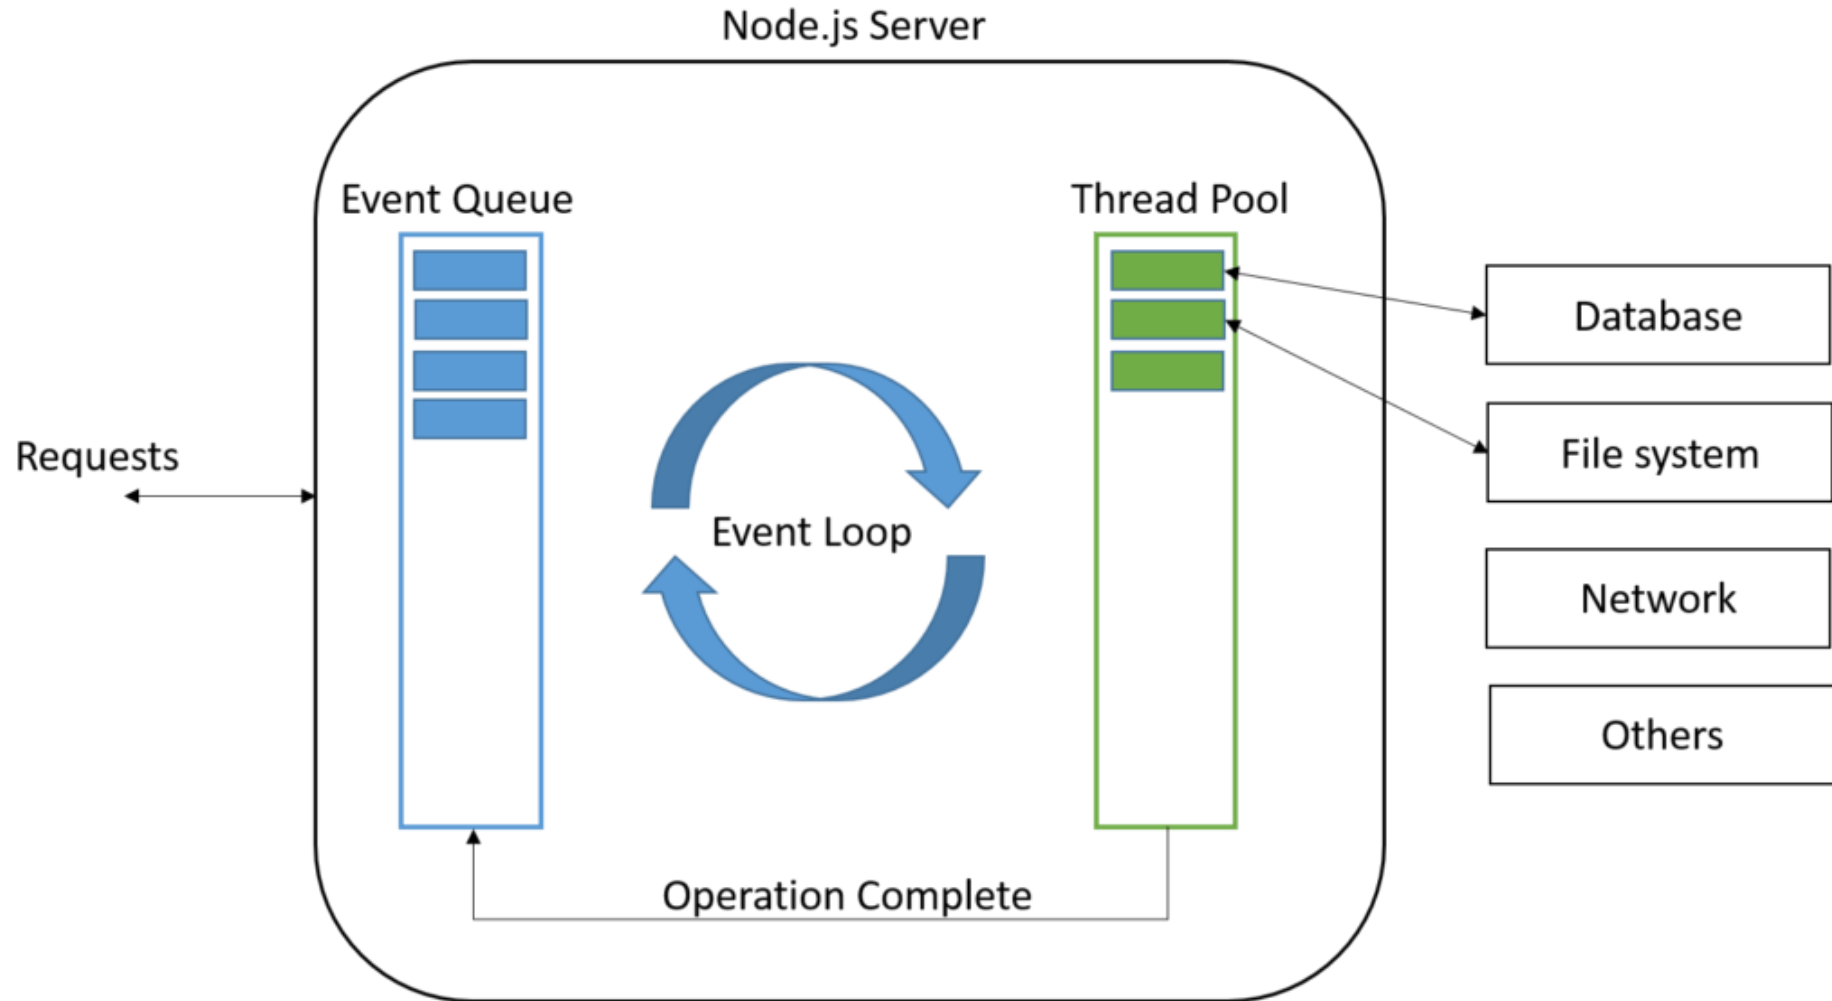 Node.js Server
Event Queue
Thread Pool
Database
File system
Requests
Event Loop
Network
Others
Operation Complete